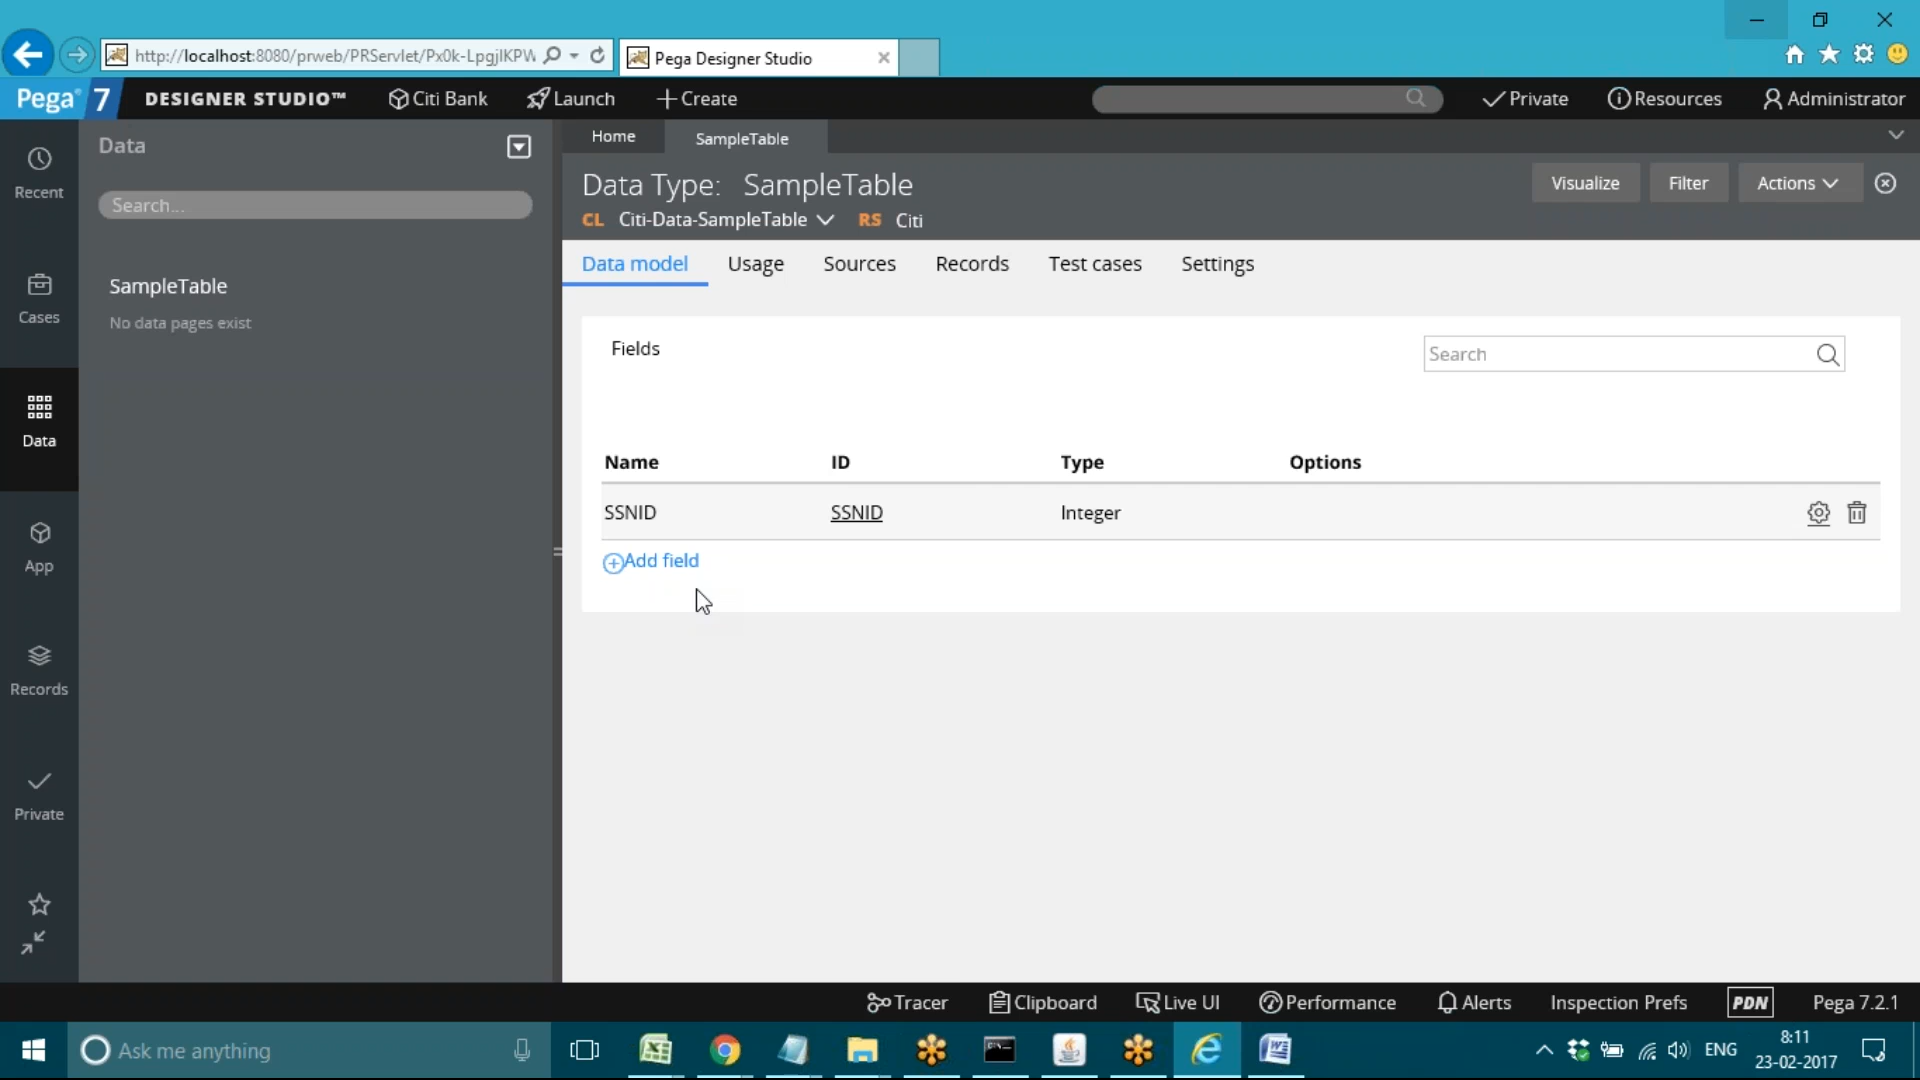 http://localhost:8080/prweb/PRServlet/Px0k-LpgjIKPW
Pega Designer Studio
Pega 7
DESIGNER STUDIO™
Citi Bank
Launch
Create
Private
Resources
Administrator
Recent
Cases
Data
App
Records
Private
Data
Search...
SampleTable
No data pages exist
Home
SampleTable
Data Type: SampleTable
CL Citi-Data-SampleTable RS Citi
Visualize
Filter
Actions
Data model
Usage
Sources
Records
Test cases
Settings
Fields
Search
Name ID Type Options
SSNID SSNID Integer
Add field
Tracer
Clipboard
Live UI
Performance
Alerts
Inspection Prefs
PDN
Pega 7.2.1
Ask me anything
ENG
8:11
23-02-2017